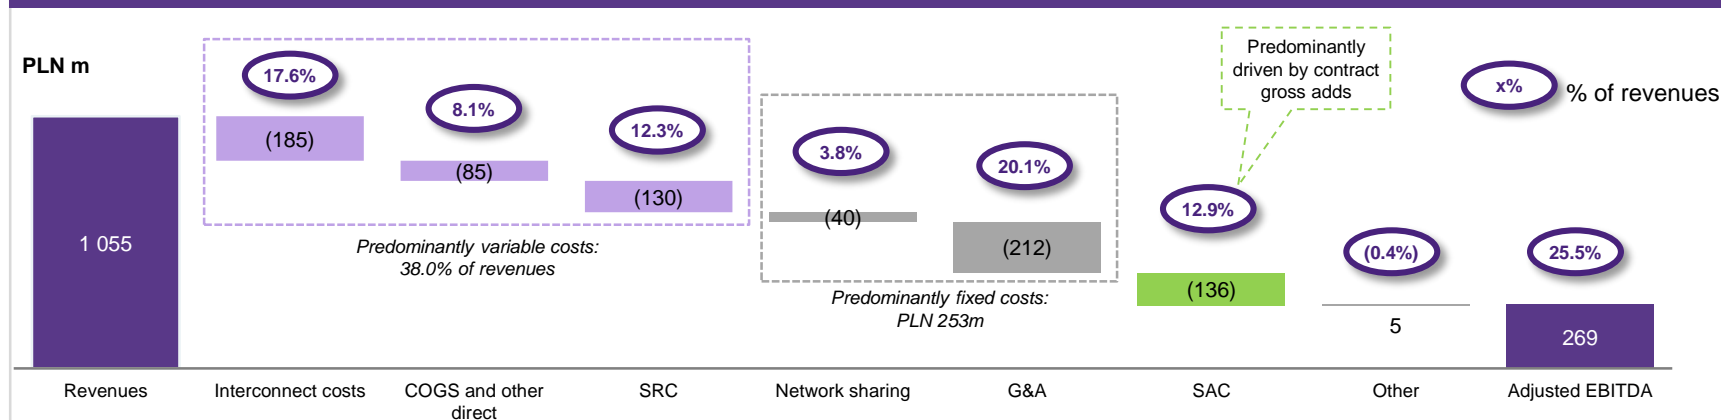 PLN m
17.6%
8.1%
12.3%
3.8%
20.1%
12.9%
(0.4%)
25.5%
Predominantly
driven by contract
gross adds
x%
% of revenues
1 055
(185)
(85)
(130)
(40)
(212)
(136)
5
269
Predominantly variable costs:
38.0% of revenues
Predominantly fixed costs:
PLN 253m
Revenues
Interconnect costs
COGS and other
direct
SRC
Network sharing
G&A
SAC
Other
Adjusted EBITDA